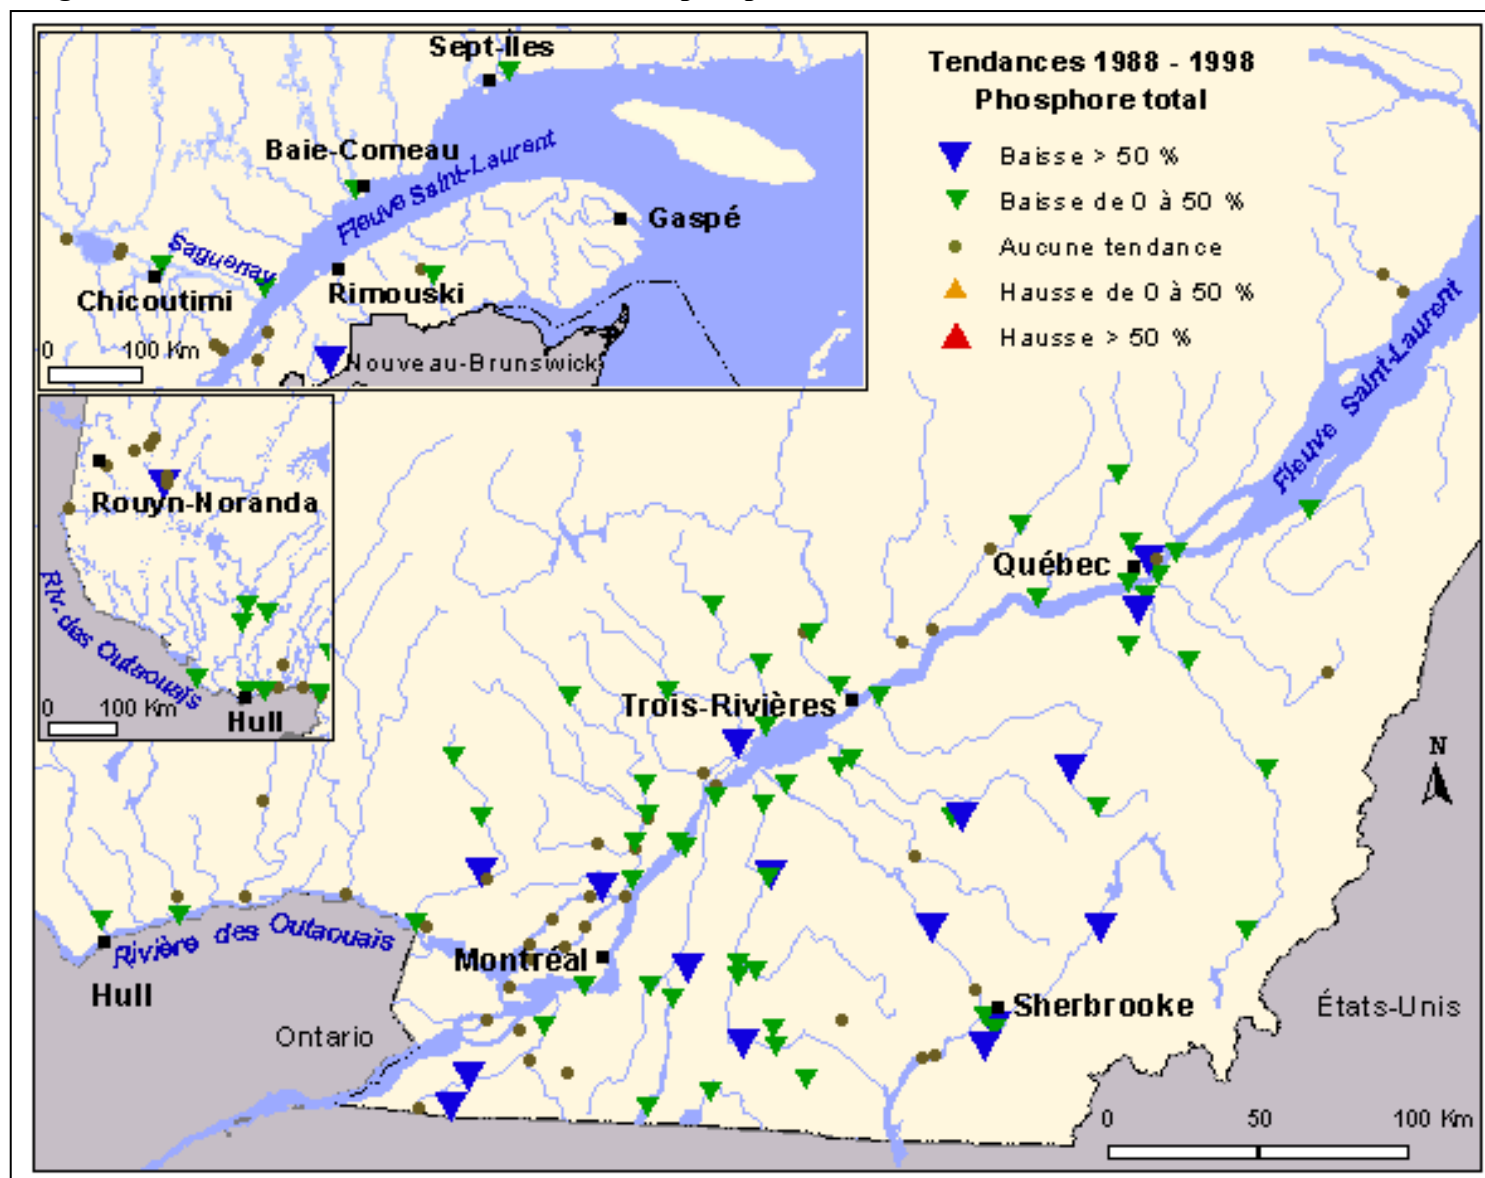 Sept-Îles
Baie-Comeau
Fleuve Saint-Laurent
Gaspé
Saguenay
Chicoutimi
Rimouski
0 100 Km
Nouveau-Brunswick
Tendances 1988 - 1998
Phosphore total
Baisse > 50 %
Baisse de 0 à 50 %
Aucune tendance
Hausse de 0 à 50 %
Hausse > 50 %
Rouyn-Noranda
Riv. des Outaouais
0 100 Km
Hull
Fleuve Saint-Laurent
Québec
Trois-Rivières
N
Rivière des Outaouais
Hull
Montréal
Ontario
Sherbrooke
États-Unis
0 50 100 Km